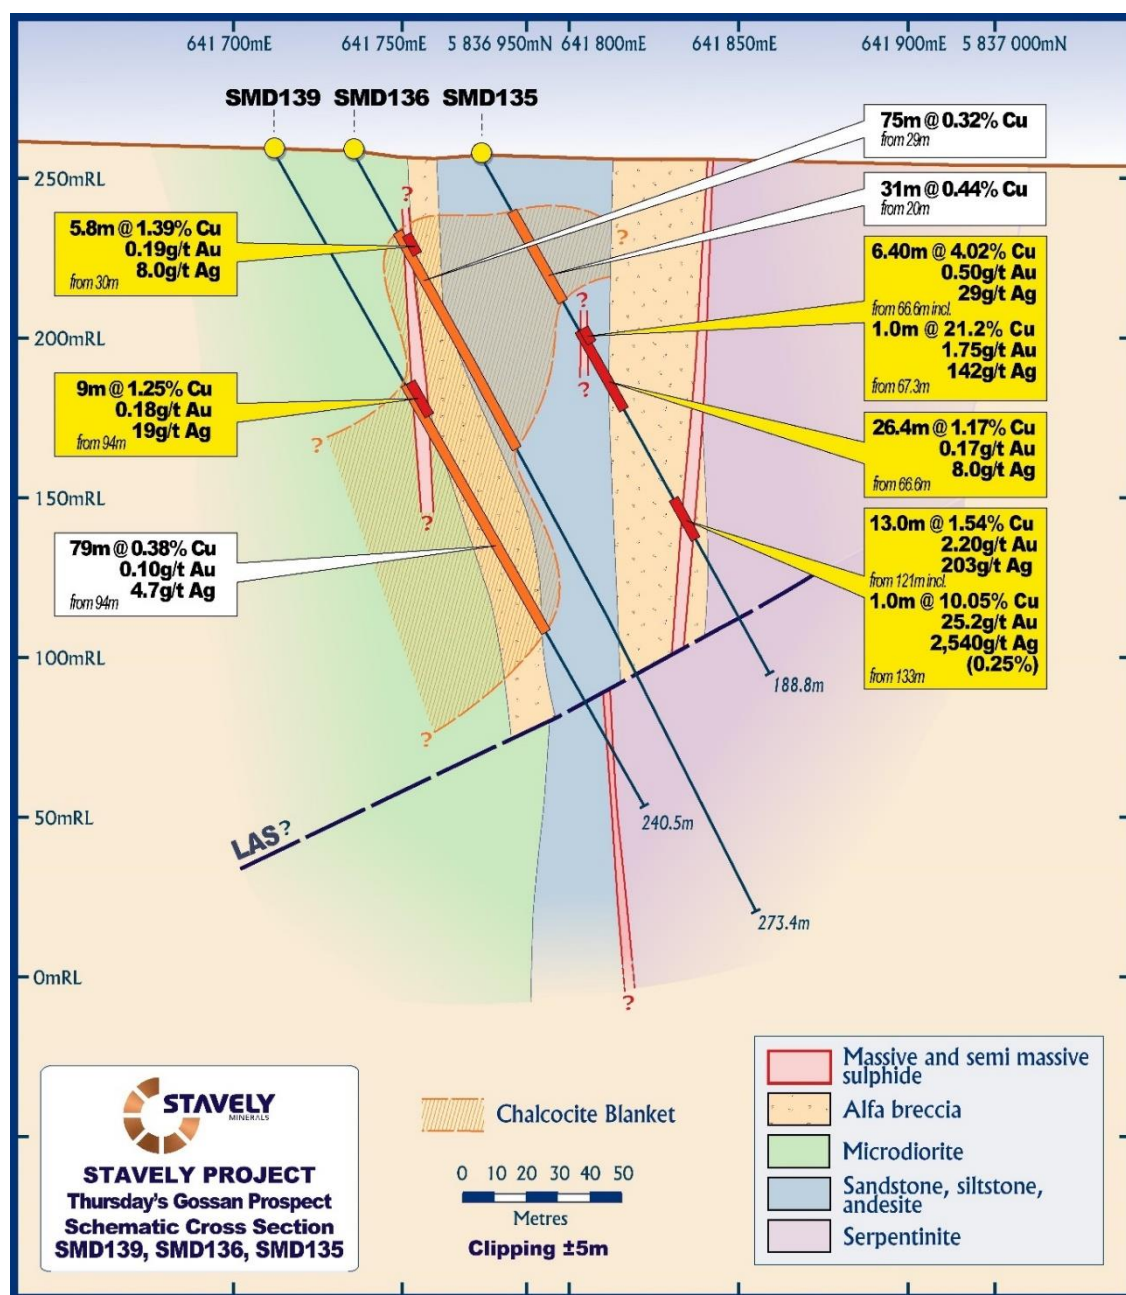 641 700mE 641 750mE 5 836 950mN 641 800mE 641 850mE 641 900mE 5 837 000mN
SMD139 SMD136 SMD135
250mRL
200mRL
150mRL
100mRL
50mRL
0mRL
5.8m @ 1.39% Cu
0.19g/t Au
8.0g/t Ag
from 30m
9m @ 1.25% Cu
0.18g/t Au
19g/t Ag
from 94m
79m @ 0.38% Cu
0.10g/t Au
4.7g/t Ag
from 94m
75m @ 0.32% Cu
from 29m
31m @ 0.44% Cu
from 20m
6.40m @ 4.02% Cu
0.50g/t Au
29g/t Ag
from 66.6m incl.
1.0m @ 21.2% Cu
1.75g/t Au
142g/t Ag
from 67.3m
26.4m @ 1.17% Cu
0.17g/t Au
8.0g/t Ag
from 66.6m
13.0m @ 1.54% Cu
2.20g/t Au
203g/t Ag
from 121m incl.
1.0m @ 10.05% Cu
25.2g/t Au
2,540g/t Ag
(0.25%)
from 133m
?
?
?
?
?
?
?
?
188.8m
240.5m
273.4m
LAS?
?
STAVELY
MINERALS
STAVELY PROJECT
Thursday's Gossan Prospect
Schematic Cross Section
SMD139, SMD136, SMD135
Chalcocite Blanket
0 10 20 30 40 50
Metres
Clipping ±5m
Massive and semi massive
sulphide
Alfa breccia
Microdiorite
Sandstone, siltstone,
andesite
Serpentinite